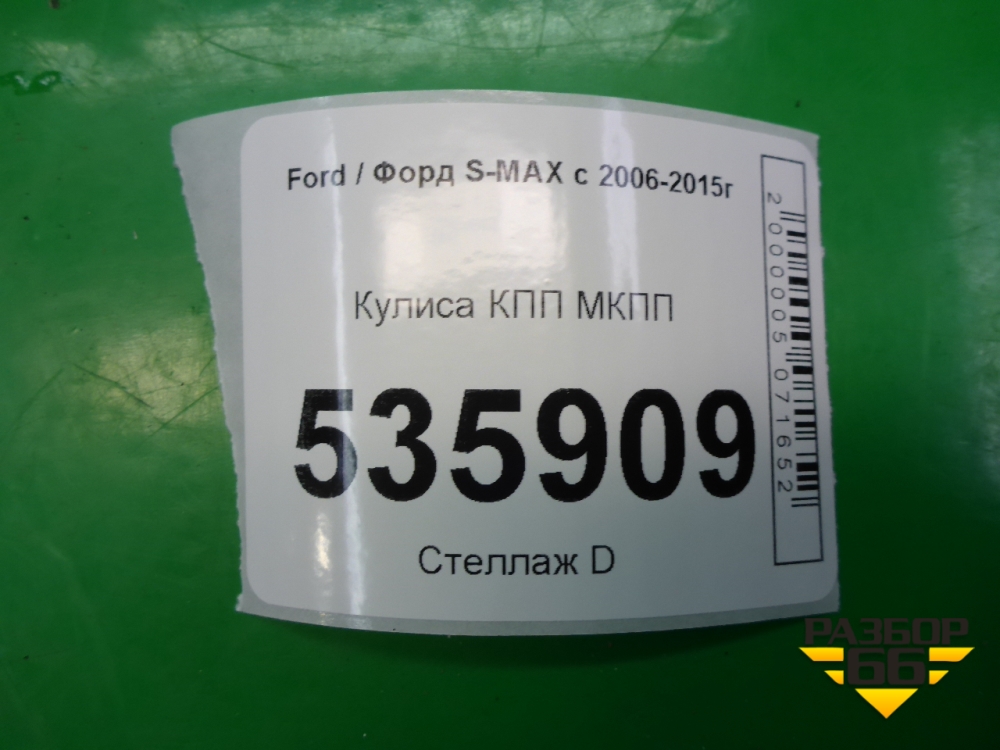 Ford / Форд S-MAX с 2006-2015г
Кулиса КПП МКПП
535909
Стеллаж D
2000005071652
РАЗБОР
66